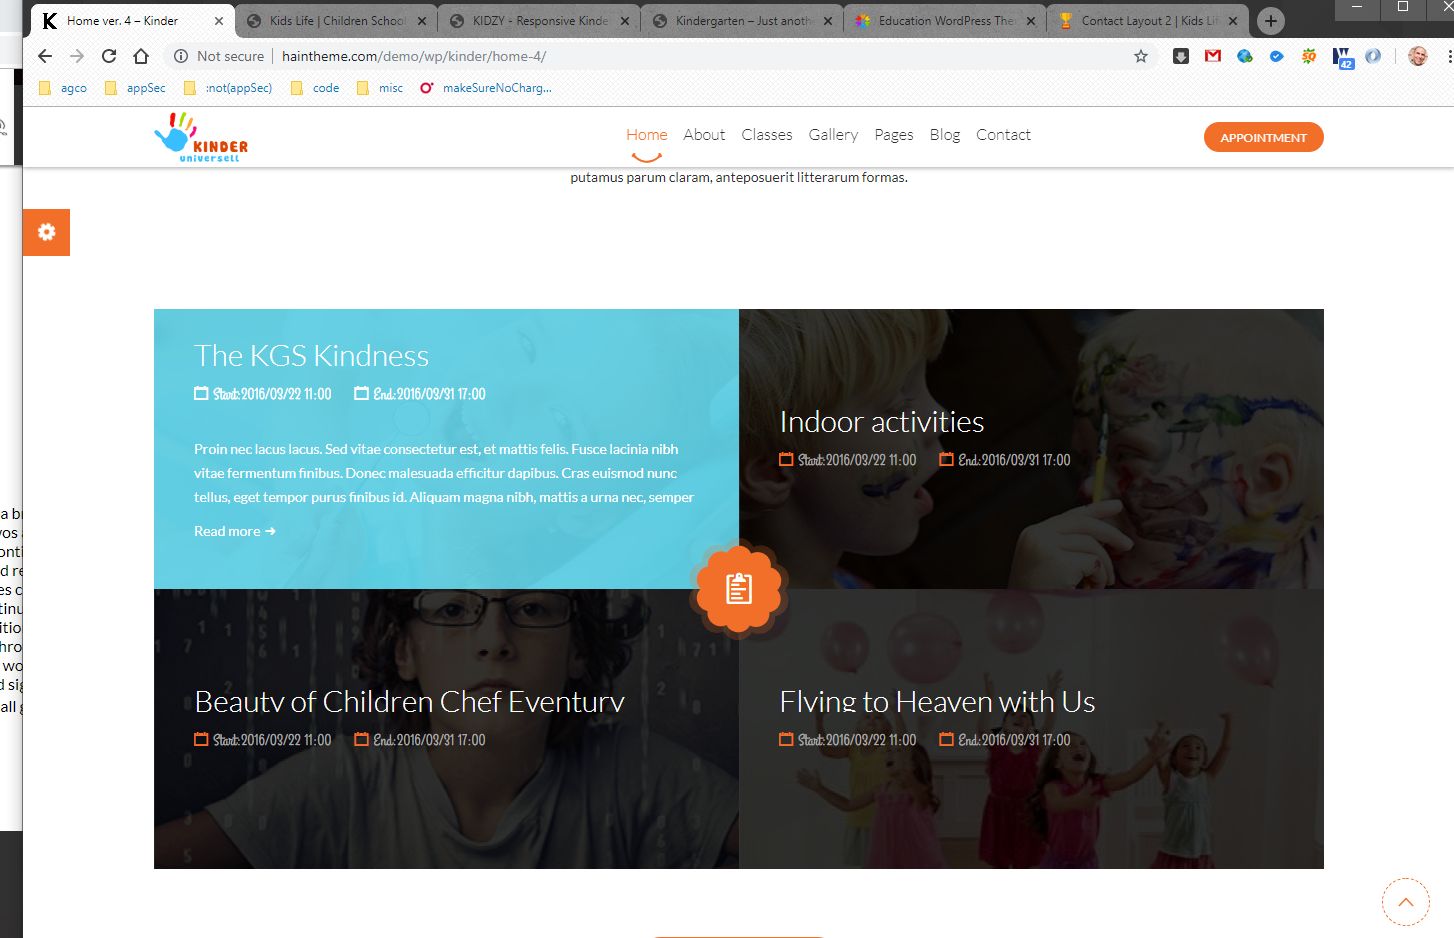 Home ver. 4 – Kinder
Kids Life | Children School
KIDZY - Responsive Kinde
Kindergarten – Just anoth
Education WordPress The
Contact Layout 2 | Kids Lif
Not secure
haintheme.com/demo/wp/kinder/home-4/
42
agco
appSec
:not(appSec)
code
misc
makeSureNoCharg...
KINDER
universell
Home
About
Classes
Gallery
Pages
Blog
Contact
APPOINTMENT
putamus parum claram, anteposuerit litterarum formas.
The KGS Kindness
Start:2016/03/22 11:00 End:2016/03/31 17:00
Proin nec lacus lacus. Sed vitae consectetur est, et mattis felis. Fusce lacinia nibh
vitae fermentum finibus. Donec malesuada efficitur dapibus. Cras euismod nunc
tellus, eget tempor purus finibus id. Aliquam magna nibh, mattis a urna nec, semper
Read more
Indoor activities
Start:2016/03/22 11:00 End:2016/03/31 17:00
Beauty of Children Chef Eventury
Start:2016/03/22 11:00 End:2016/03/31 17:00
Flying to Heaven with Us
Start:2016/03/22 11:00 End:2016/03/31 17:00